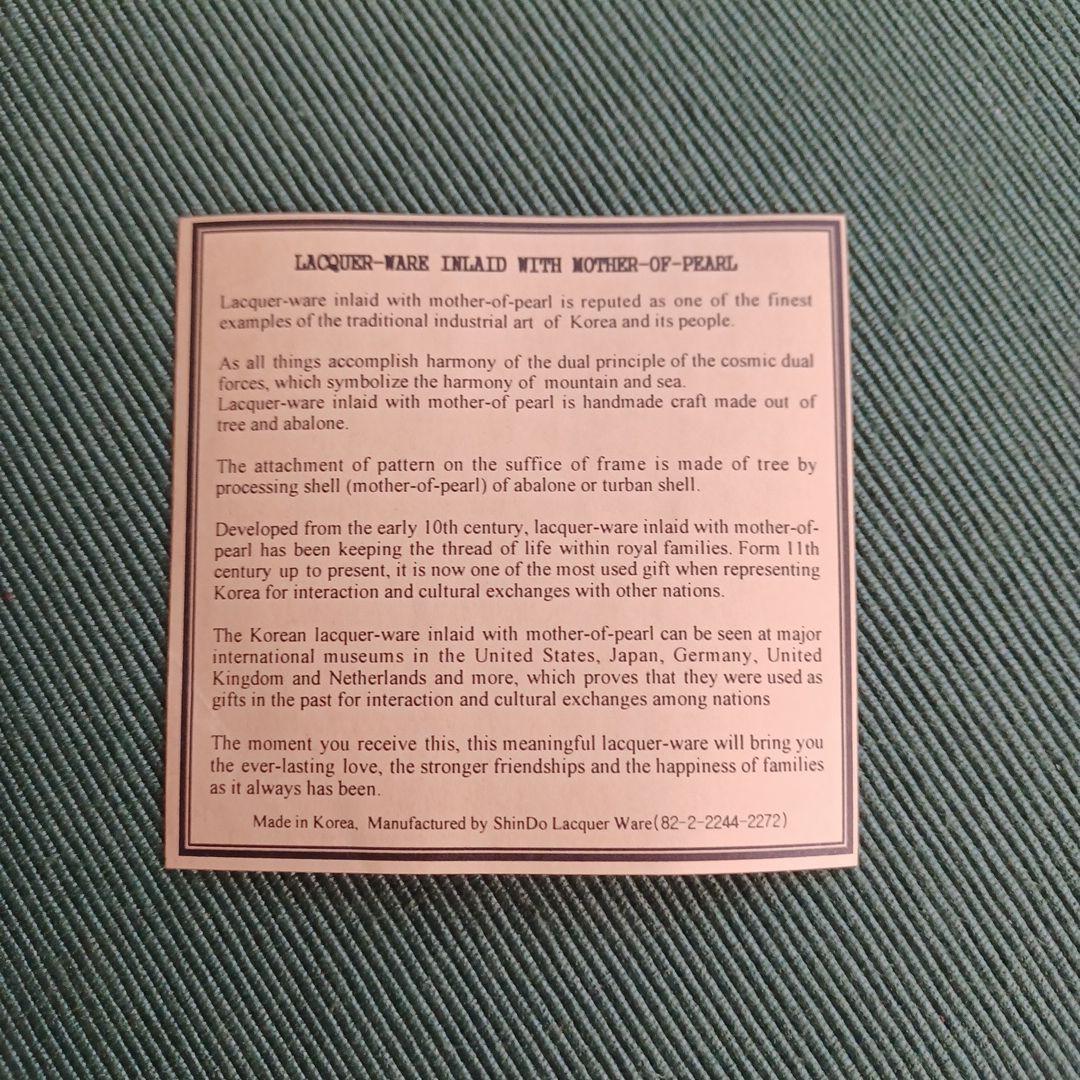 LACQUER-WARE INLAID WITH MOTHER-OF-PEARL
Lacquer-ware inlaid with mother-of-pearl is reputed as one of the finest
examples of the traditional industrial art of Korea and its people.
As all things accomplish harmony of the dual principle of the cosmic dual
forces, which symbolize the harmony of mountain and sea.
Lacquer-ware inlaid with mother-of pearl is handmade craft made out of
tree and abalone.
The attachment of pattern on the suffice of frame is made of tree by
processing shell (mother-of-pearl) of abalone or turban shell.
Developed from the early 10th century, lacquer-ware inlaid with mother-of-
pearl has been keeping the thread of life within royal families. Form 11th
century up to present, it is now one of the most used gift when representing
Korea for interaction and cultural exchanges with other nations.
The Korean lacquer-ware inlaid with mother-of-pearl can be seen at major
international museums in the United States, Japan, Germany, United
Kingdom and Netherlands and more, which proves that they were used as
gifts in the past for interaction and cultural exchanges among nations
The moment you receive this, this meaningful lacquer-ware will bring you
the ever-lasting love, the stronger friendships and the happiness of families
as it always has been.
Made in Korea, Manufactured by ShinDo Lacquer Ware(82-2-2244-2272)